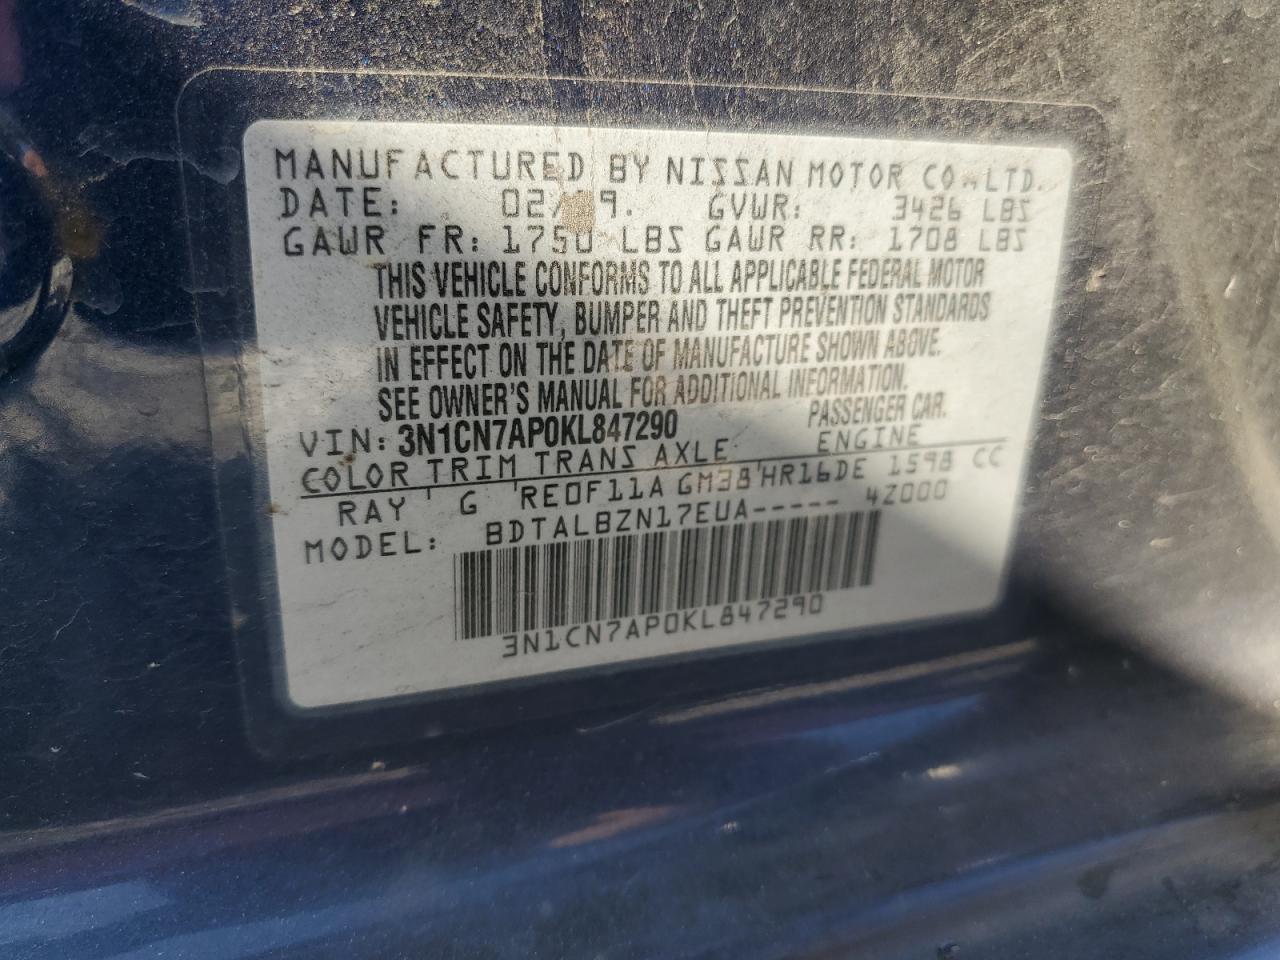 MANUFACTURED BY NISSAN MOTOR CO.,LTD.
DATE: GVWR: 3426 LBS
GAWR FR: 1750 LBS GAWR RR: 1708 LBS
THIS VEHICLE CONFORMS TO ALL APPLICABLE FEDERAL MOTOR
VEHICLE SAFETY, BUMPER AND THEFT PREVENTION STANDARDS
IN EFFECT ON THE DATE OF MANUFACTURE SHOWN ABOVE.
SEE OWNER'S MANUAL FOR ADDITIONAL INFORMATION.
VIN: 3N1CN7AP0KL847290 PASSENGER CAR.
COLOR TRIM TRANS AXLE ENGINE
RAY G RE0F11A GM38 HR16DE 1598 CC
MODEL: BDTALBZN17EUA----- 4Z000
3N1CN7AP0KL847290